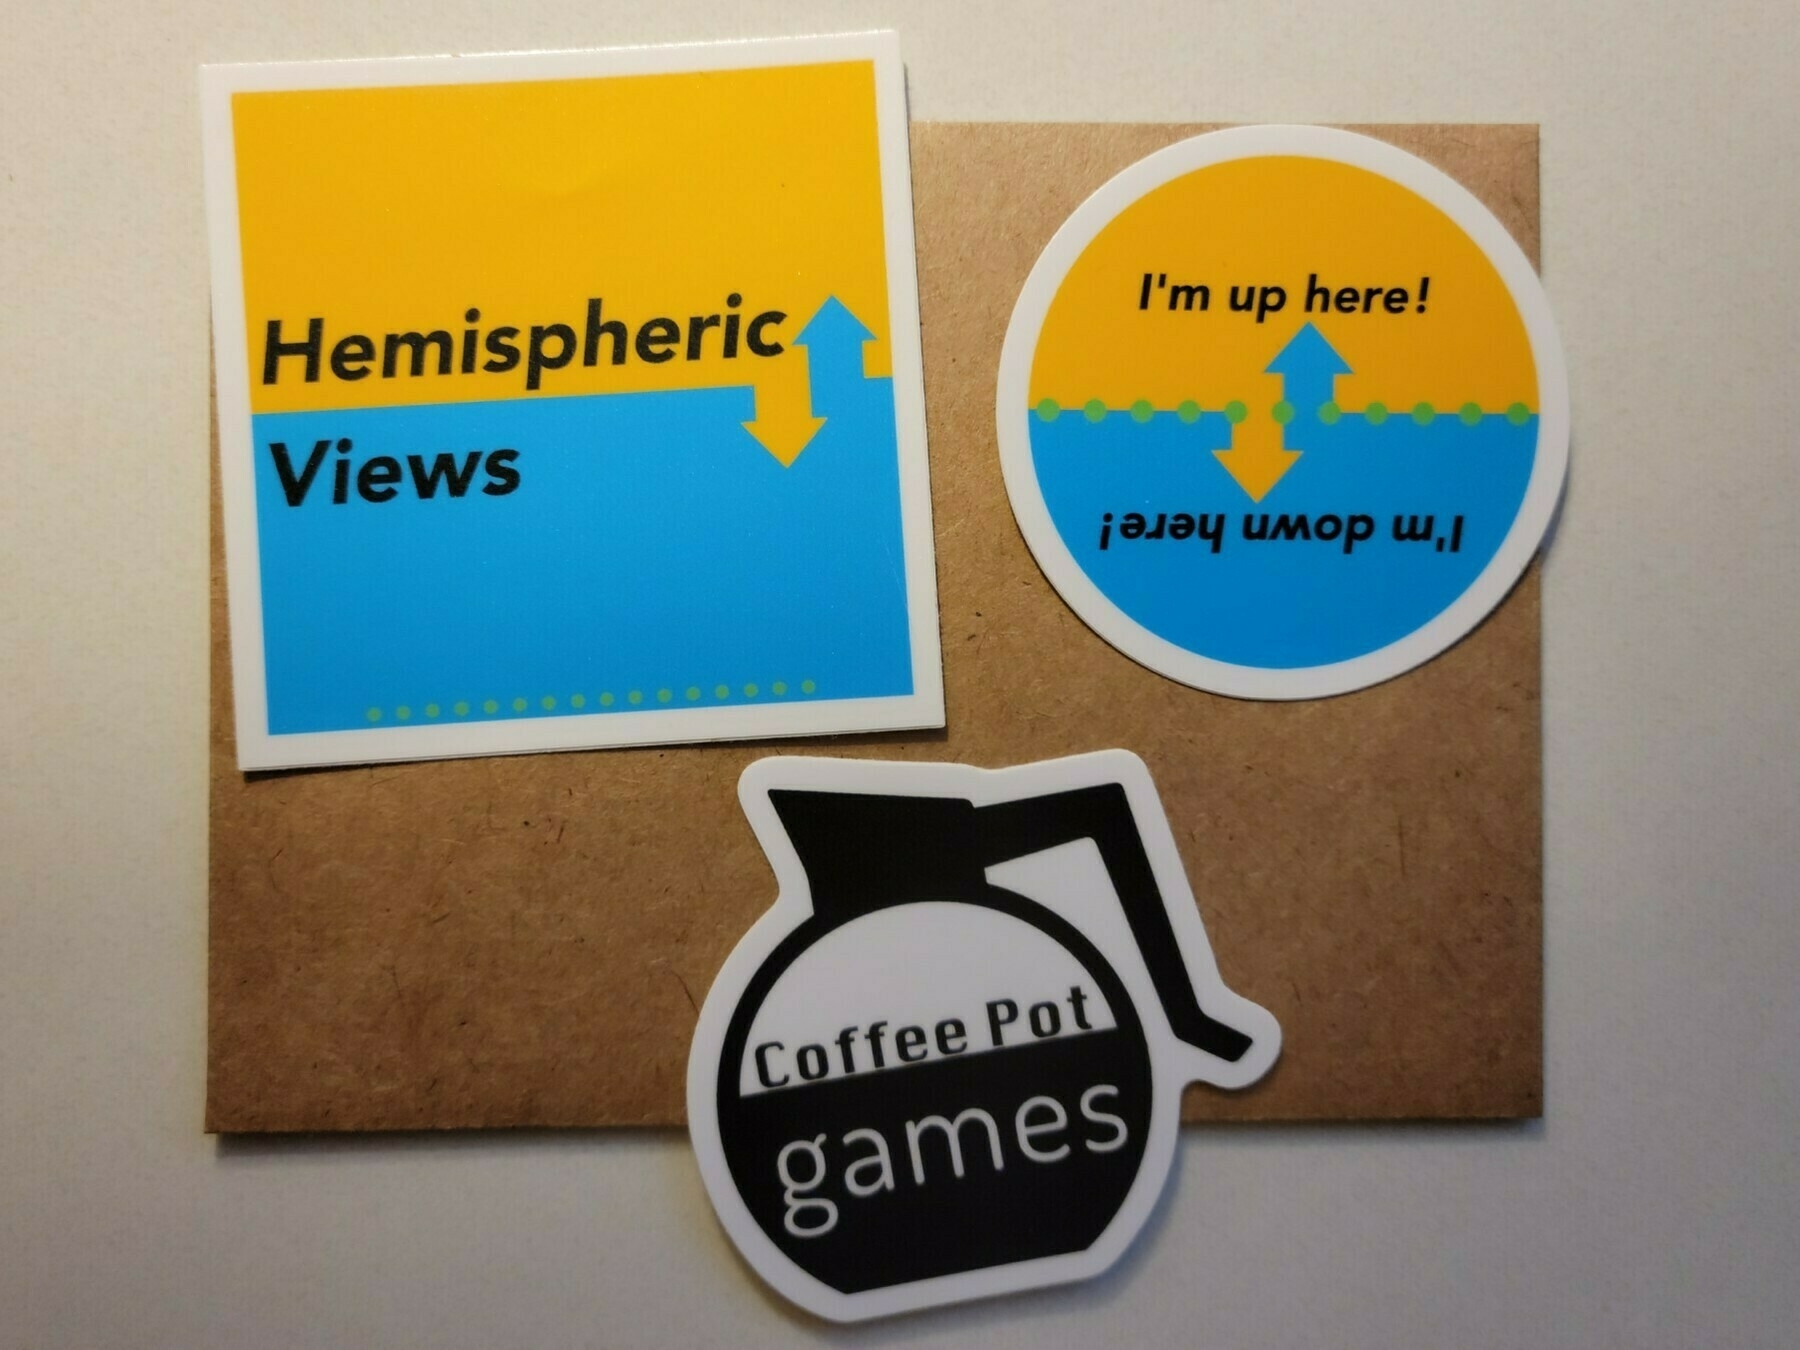 Hemispheric
Views
I'm up here!
I'm down here!
Coffee Pot
games